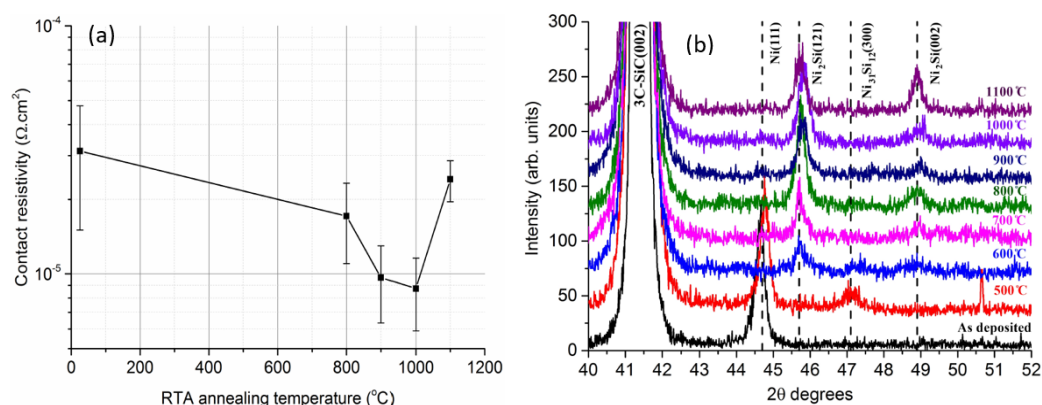 (a)
10⁻⁴
10⁻⁵
Contact resistivity (Ω.cm²)
0 200 400 600 800 1000 1200
RTA annealing temperature (°C)
(b)
300
250
200
150
100
50
0
Intensity (arb. units)
3C-SiC(002)
Ni(111)
Ni₂Si(121)
Ni₃₁Si₁₂(300)
Ni₂Si(002)
1100℃
1000℃
900℃
800℃
700℃
600℃
500℃
As deposited
40 41 42 43 44 45 46 47 48 49 50 51 52
2θ degrees